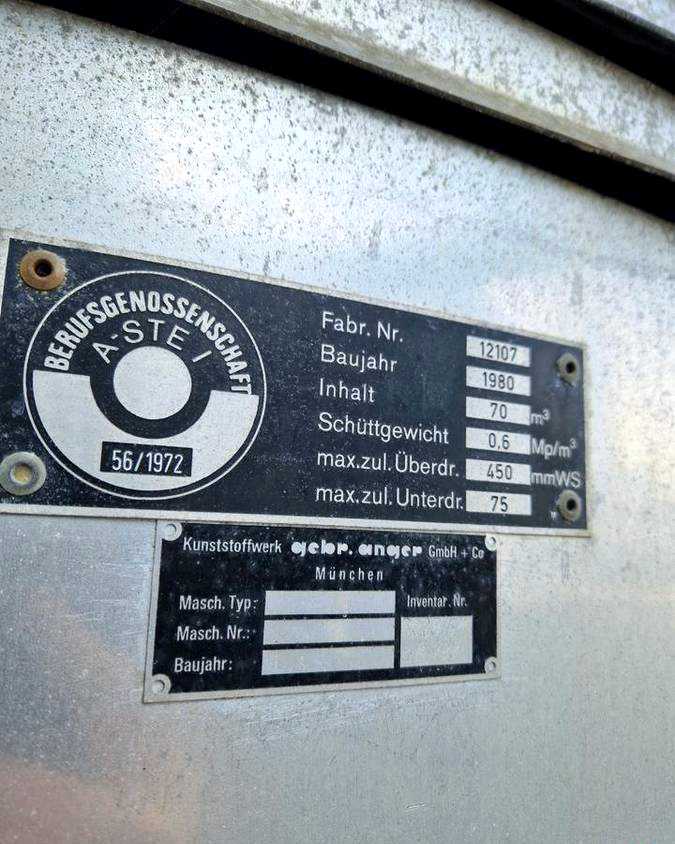 BERUFSGENOSSENSCHAFT
A-STE I
56/1972
Fabr. Nr. 12107
Baujahr 1980
Inhalt 70 m³
Schüttgewicht 0,6 Mp/m³
max.zul. Überdr. 450 mmWS
max.zul. Unterdr. 75 "
Kunststoffwerk gebr. anger GmbH + Co
München
Masch. Typ: Inventar. Nr.
Masch. Nr.:
Baujahr: